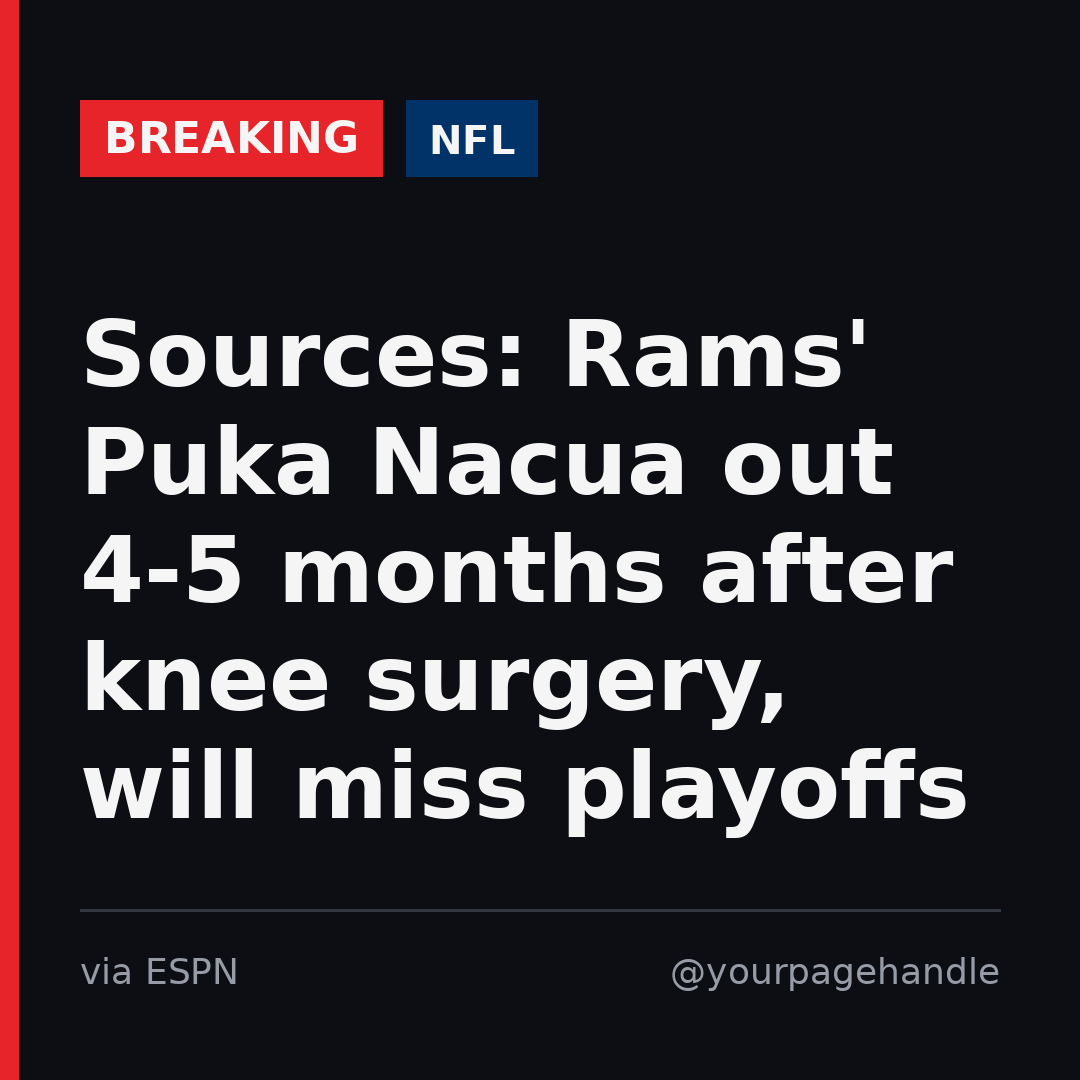 BREAKING NFL
Sources: Rams'
Puka Nacua out
4-5 months after
knee surgery,
will miss playoffs
via ESPN @yourpagehandle